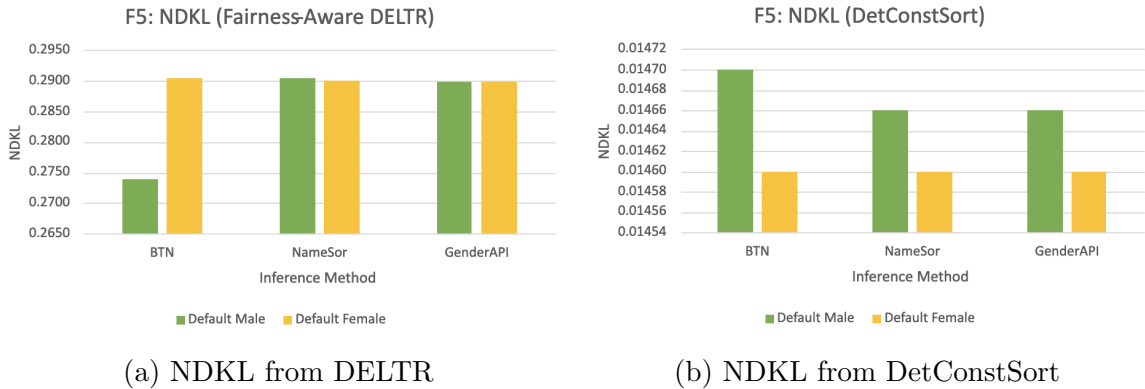 F5: NDKL (Fairness-Aware DELTR)
0.2950
0.2900
0.2850
0.2800
0.2750
0.2700
0.2650
NDKL
BTN NameSor GenderAPI
Inference Method
Default Male Default Female
(a) NDKL from DELTR
F5: NDKL (DetConstSort)
0.01472
0.01470
0.01468
0.01466
0.01464
0.01462
0.01460
0.01458
0.01456
0.01454
NDKL
BTN NameSor GenderAPI
Inference Method
Default Male Default Female
(b) NDKL from DetConstSort